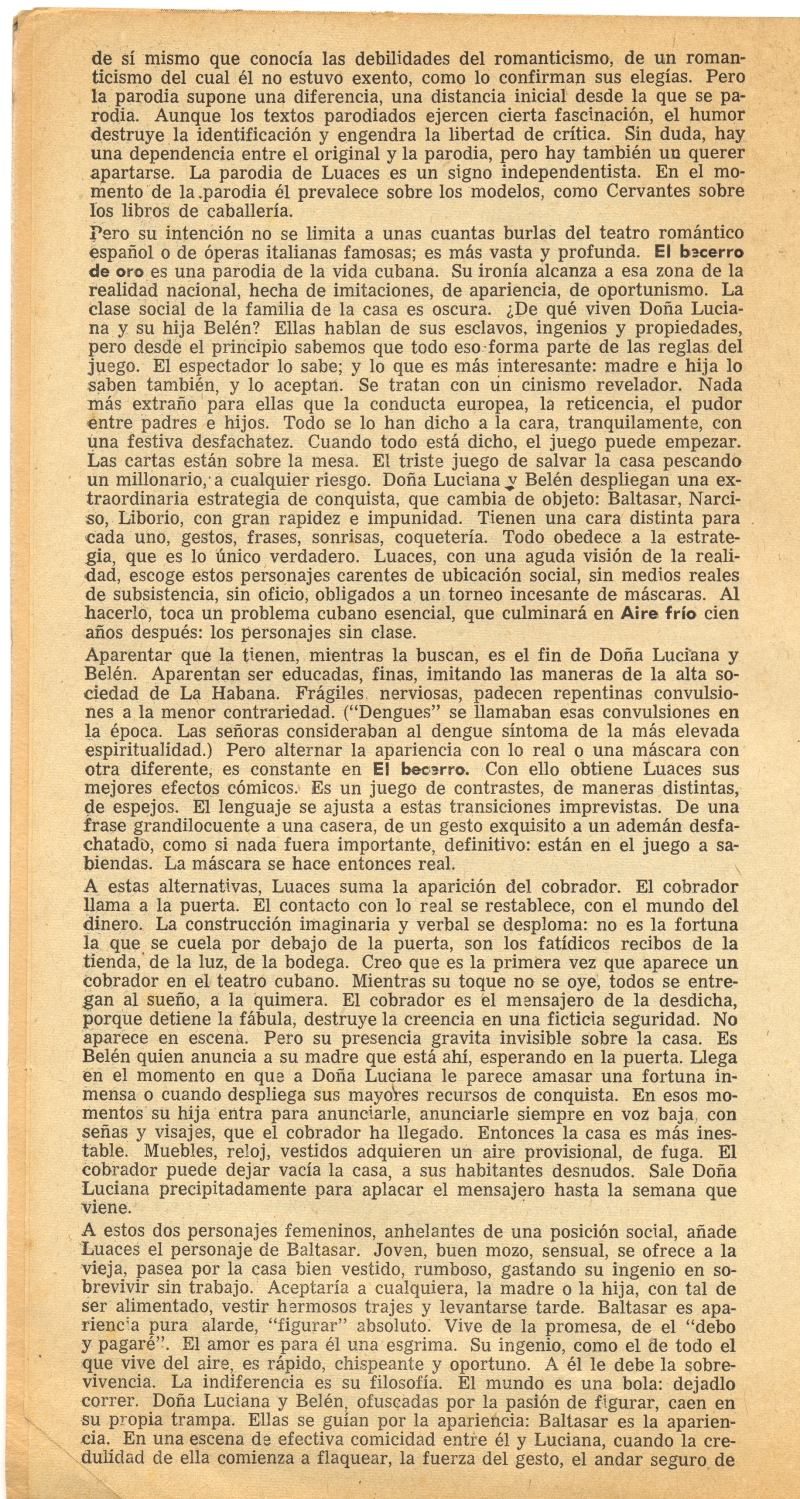 de sí mismo que conocía las debilidades del romanticismo, de un roman-
ticismo del cual él no estuvo exento, como lo confirman sus elegías. Pero
la parodia supone una diferencia, una distancia inicial desde la que se pa-
rodia. Aunque los textos parodiados ejercen cierta fascinación, el humor
destruye la identificación y engendra la libertad de crítica. Sin duda, hay
una dependencia entre el original y la parodia, pero hay también un querer
apartarse. La parodia de Luaces es un signo independentista. En el mo-
mento de la parodia él prevalece sobre los modelos, como Cervantes sobre
los libros de caballería.
Pero su intención no se limita a unas cuantas burlas del teatro romántico
español o de óperas italianas famosas; es más vasta y profunda. El becerro
de oro es una parodia de la vida cubana. Su ironía alcanza a esa zona de la
realidad nacional, hecha de imitaciones, de apariencia, de oportunismo. La
clase social de la familia de la casa es oscura. ¿De qué viven Doña Lucia-
na y su hija Belén? Ellas hablan de sus esclavos, ingenios y propiedades,
pero desde el principio sabemos que todo eso forma parte de las reglas del
juego. El espectador lo sabe; y lo que es más interesante: madre e hija lo
saben también, y lo aceptan. Se tratan con un cinismo revelador. Nada
más extraño para ellas que la conducta europea, la reticencia, el pudor
entre padres e hijos. Todo se lo han dicho a la cara, tranquilamente, con
una festiva desfachatez. Cuando todo está dicho, el juego puede empezar.
Las cartas están sobre la mesa. El triste juego de salvar la casa pescando
un millonario, a cualquier riesgo. Doña Luciana y Belén despliegan una ex-
traordinaria estrategia de conquista, que cambia de objeto: Baltasar, Narci-
so, Liborio, con gran rapidez e impunidad. Tienen una cara distinta para
cada uno, gestos, frases, sonrisas, coquetería. Todo obedece a la estrate-
gia, que es lo único verdadero. Luaces, con una aguda visión de la reali-
dad, escoge estos personajes carentes de ubicación social, sin medios reales
de subsistencia, sin oficio, obligados a un torneo incesante de máscaras. Al
hacerlo, toca un problema cubano esencial, que culminará en Aire frío cien
años después: los personajes sin clase.
Aparentar que la tienen, mientras la buscan, es el fin de Doña Luciana y
Belén. Aparentan ser educadas, finas, imitando las maneras de la alta so-
ciedad de La Habana. Frágiles, nerviosas, padecen repentinas convulsio-
nes a la menor contrariedad. ("Dengues" se llamaban esas convulsiones en
la época. Las señoras consideraban al dengue síntoma de la más elevada
espiritualidad.) Pero alternar la apariencia con lo real o una máscara con
otra diferente, es constante en El becerro. Con ello obtiene Luaces sus
mejores efectos cómicos. Es un juego de contrastes, de maneras distintas,
de espejos. El lenguaje se ajusta a estas transiciones imprevistas. De una
frase grandilocuente a una casera, de un gesto exquisito a un ademán desfa-
chatado, como si nada fuera importante, definitivo: están en el juego a sa-
biendas. La máscara se hace entonces real.
A estas alternativas, Luaces suma la aparición del cobrador. El cobrador
llama a la puerta. El contacto con lo real se restablece, con el mundo del
dinero. La construcción imaginaria y verbal se desploma: no es la fortuna
la que se cuela por debajo de la puerta, son los fatídicos recibos de la
tienda, de la luz, de la bodega. Creo que es la primera vez que aparece un
cobrador en el teatro cubano. Mientras su toque no se oye, todos se entre-
gan al sueño, a la quimera. El cobrador es el mensajero de la desdicha,
porque detiene la fábula, destruye la creencia en una ficticia seguridad. No
aparece en escena. Pero su presencia gravita invisible sobre la casa. Es
Belén quien anuncia a su madre que está ahí, esperando en la puerta. Llega
en el momento en que a Doña Luciana le parece amasar una fortuna in-
mensa o cuando despliega sus mayores recursos de conquista. En esos mo-
mentos su hija entra para anunciarle, anunciarle siempre en voz baja, con
señas y visajes, que el cobrador ha llegado. Entonces la casa es más ines-
table. Muebles, reloj, vestidos adquieren un aire provisional, de fuga. El
cobrador puede dejar vacía la casa, a sus habitantes desnudos. Sale Doña
Luciana precipitadamente para aplacar el mensajero hasta la semana que
viene.
A estos dos personajes femeninos, anhelantes de una posición social, añade
Luaces el personaje de Baltasar. Joven, buen mozo, sensual, se ofrece a la
vieja, pasea por la casa bien vestido, rumboso, gastando su ingenio en so-
brevivir sin trabajo. Aceptaría a cualquiera, la madre o la hija, con tal de
ser alimentado, vestir hermosos trajes y levantarse tarde. Baltasar es apa-
riencia pura alarde, "figurar" absoluto. Vive de la promesa, de el "debo
y pagaré". El amor es para él una esgrima. Su ingenio, como el de todo el
que vive del aire, es rápido, chispeante y oportuno. A él le debe la sobre-
vivencia. La indiferencia es su filosofía. El mundo es una bola: dejadlo
correr. Doña Luciana y Belén, ofuscadas por la pasión de figurar, caen en
su propia trampa. Ellas se guían por la apariencia: Baltasar es la aparien-
cia. En una escena de efectiva comicidad entre él y Luciana, cuando la cre-
dulidad de ella comienza a flaquear, la fuerza del gesto, el andar seguro de